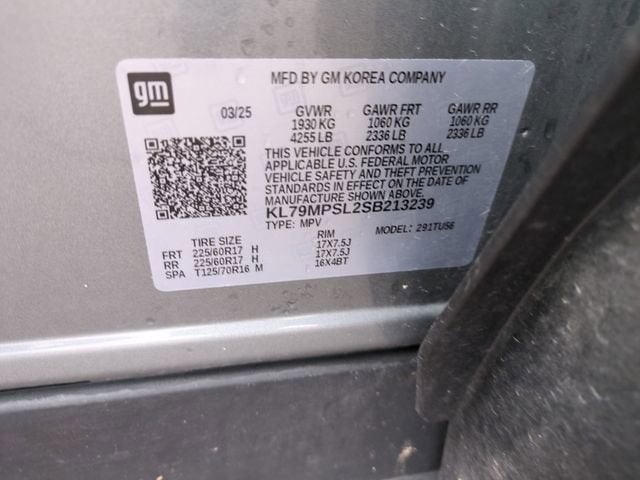 gm
MFD BY GM KOREA COMPANY
03/25 GVWR GAWR FRT GAWR RR
1930 KG 1060 KG 1060 KG
4255 LB 2336 LB 2336 LB
THIS VEHICLE CONFORMS TO ALL
APPLICABLE U.S. FEDERAL MOTOR
VEHICLE SAFETY AND THEFT PREVENTION
STANDARDS IN EFFECT ON THE DATE OF
MANUFACTURE SHOWN ABOVE.
KL79MPSL2SB213239
TYPE: MPV MODEL: 291TU56
TIRE SIZE RIM
FRT 225/60R17 H 17X7.5J
RR 225/60R17 H 17X7.5J
SPA T125/70R16 M 16X4BT